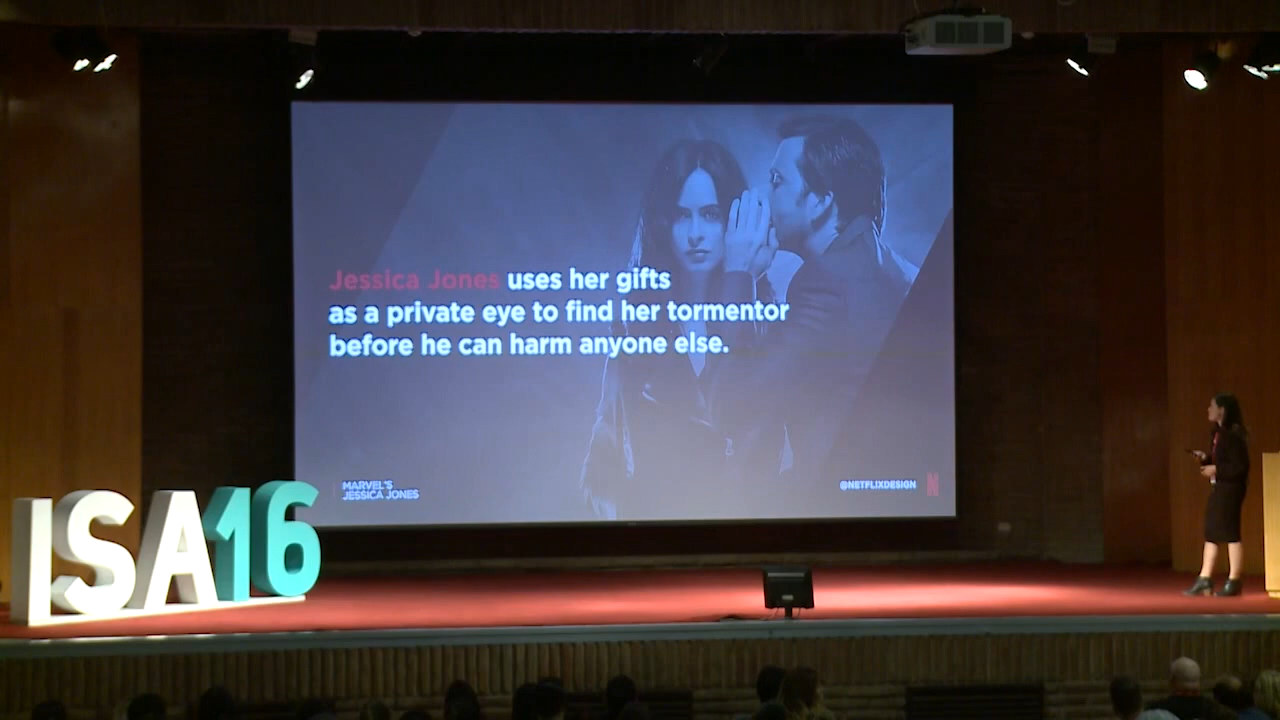 Jessica Jones uses her gifts
as a private eye to find her tormentor
before he can harm anyone else.
MARVEL'S
JESSICA JONES
@NETFLIXDESIGN
N
ISA16